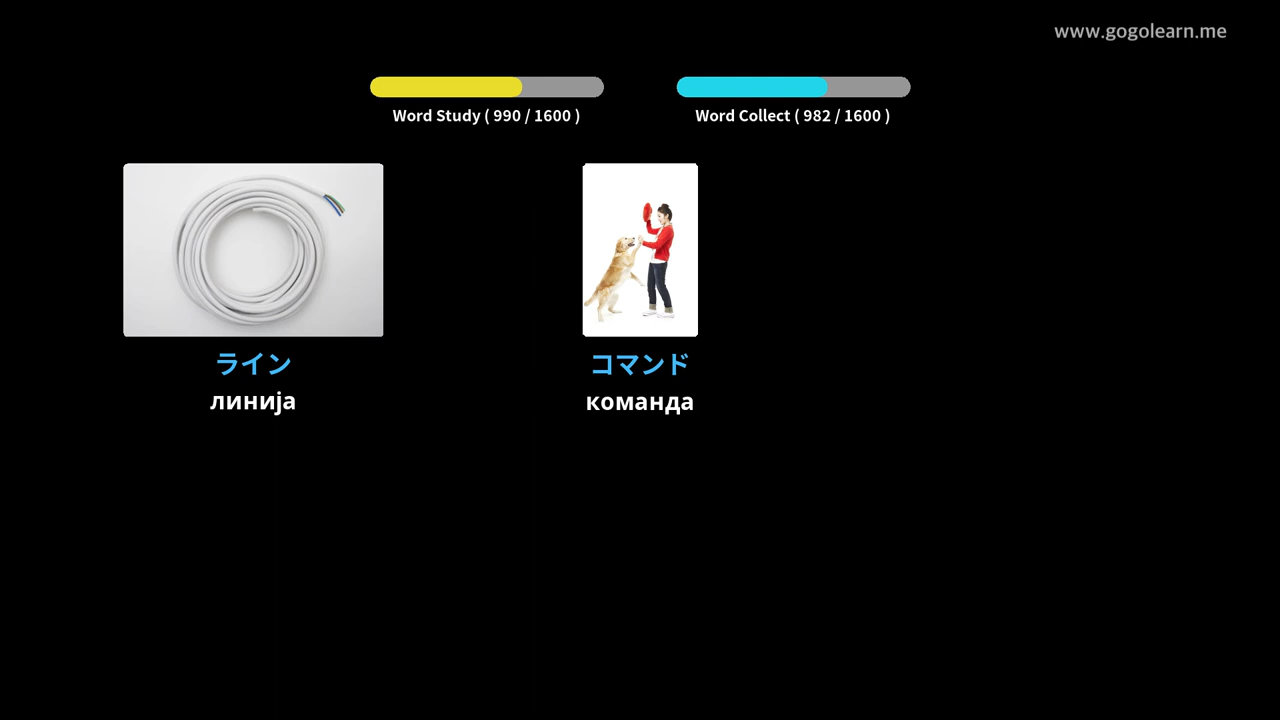 www.gogolearn.me
Word Study ( 990 / 1600 )
Word Collect ( 982 / 1600 )
ライン
линија
コマンド
команда